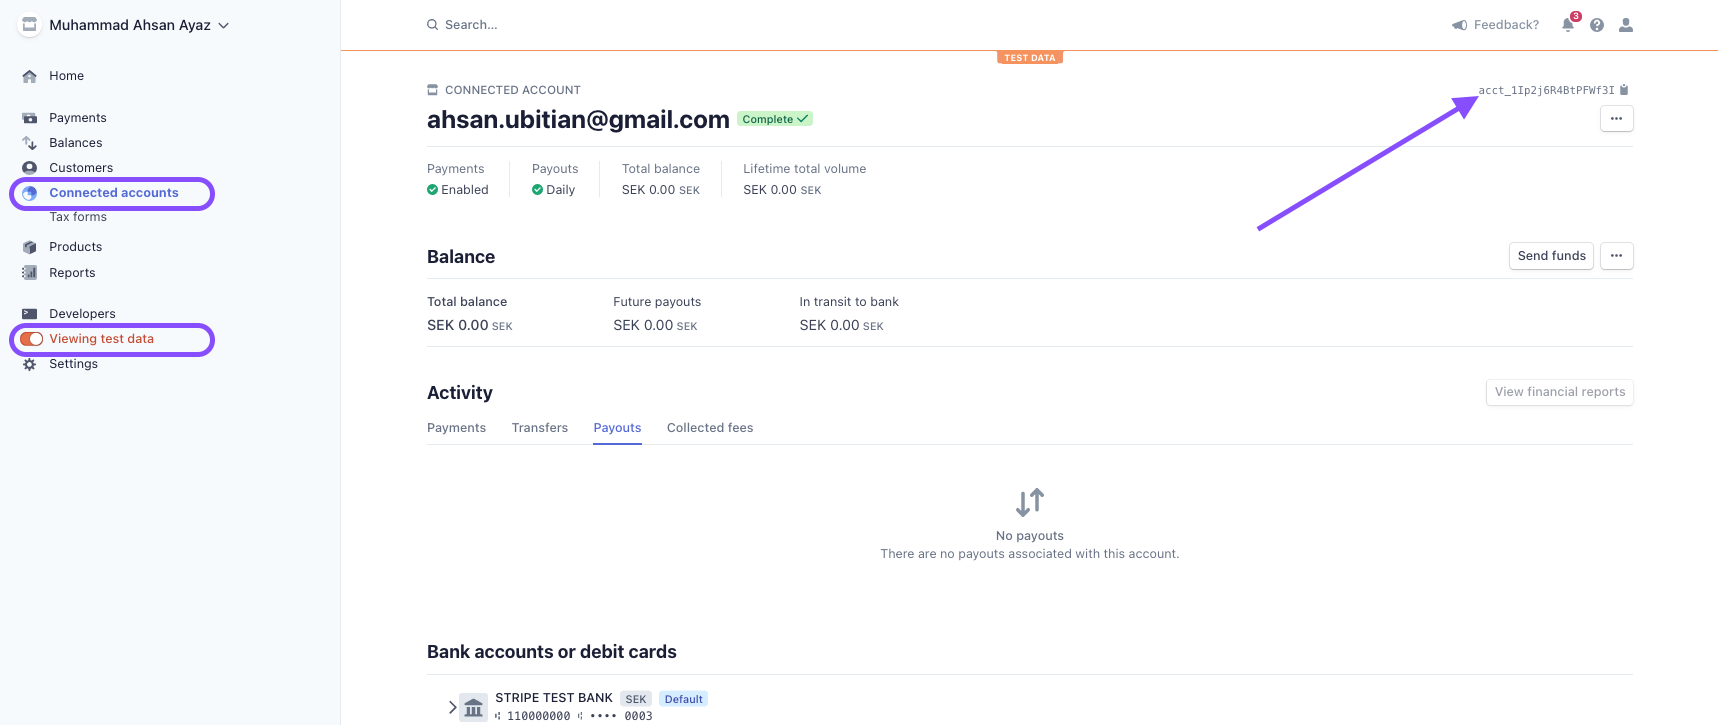 Muhammad Ahsan Ayaz
Home
Payments
Balances
Customers
Connected accounts
Tax forms
Products
Reports
Developers
Viewing test data
Settings
Search...
Feedback?
3
TEST DATA
CONNECTED ACCOUNT
acct_1Ip2j6R4BtPFWf3I
ahsan.ubitian@gmail.com Complete
Payments Payouts Total balance Lifetime total volume
Enabled Daily SEK 0.00 SEK SEK 0.00 SEK
Balance
Send funds
Total balance Future payouts In transit to bank
SEK 0.00 SEK SEK 0.00 SEK SEK 0.00 SEK
Activity
View financial reports
Payments Transfers Payouts Collected fees
No payouts
There are no payouts associated with this account.
Bank accounts or debit cards
STRIPE TEST BANK SEK Default
⑆ 110000000 ⑆ •••• 0003